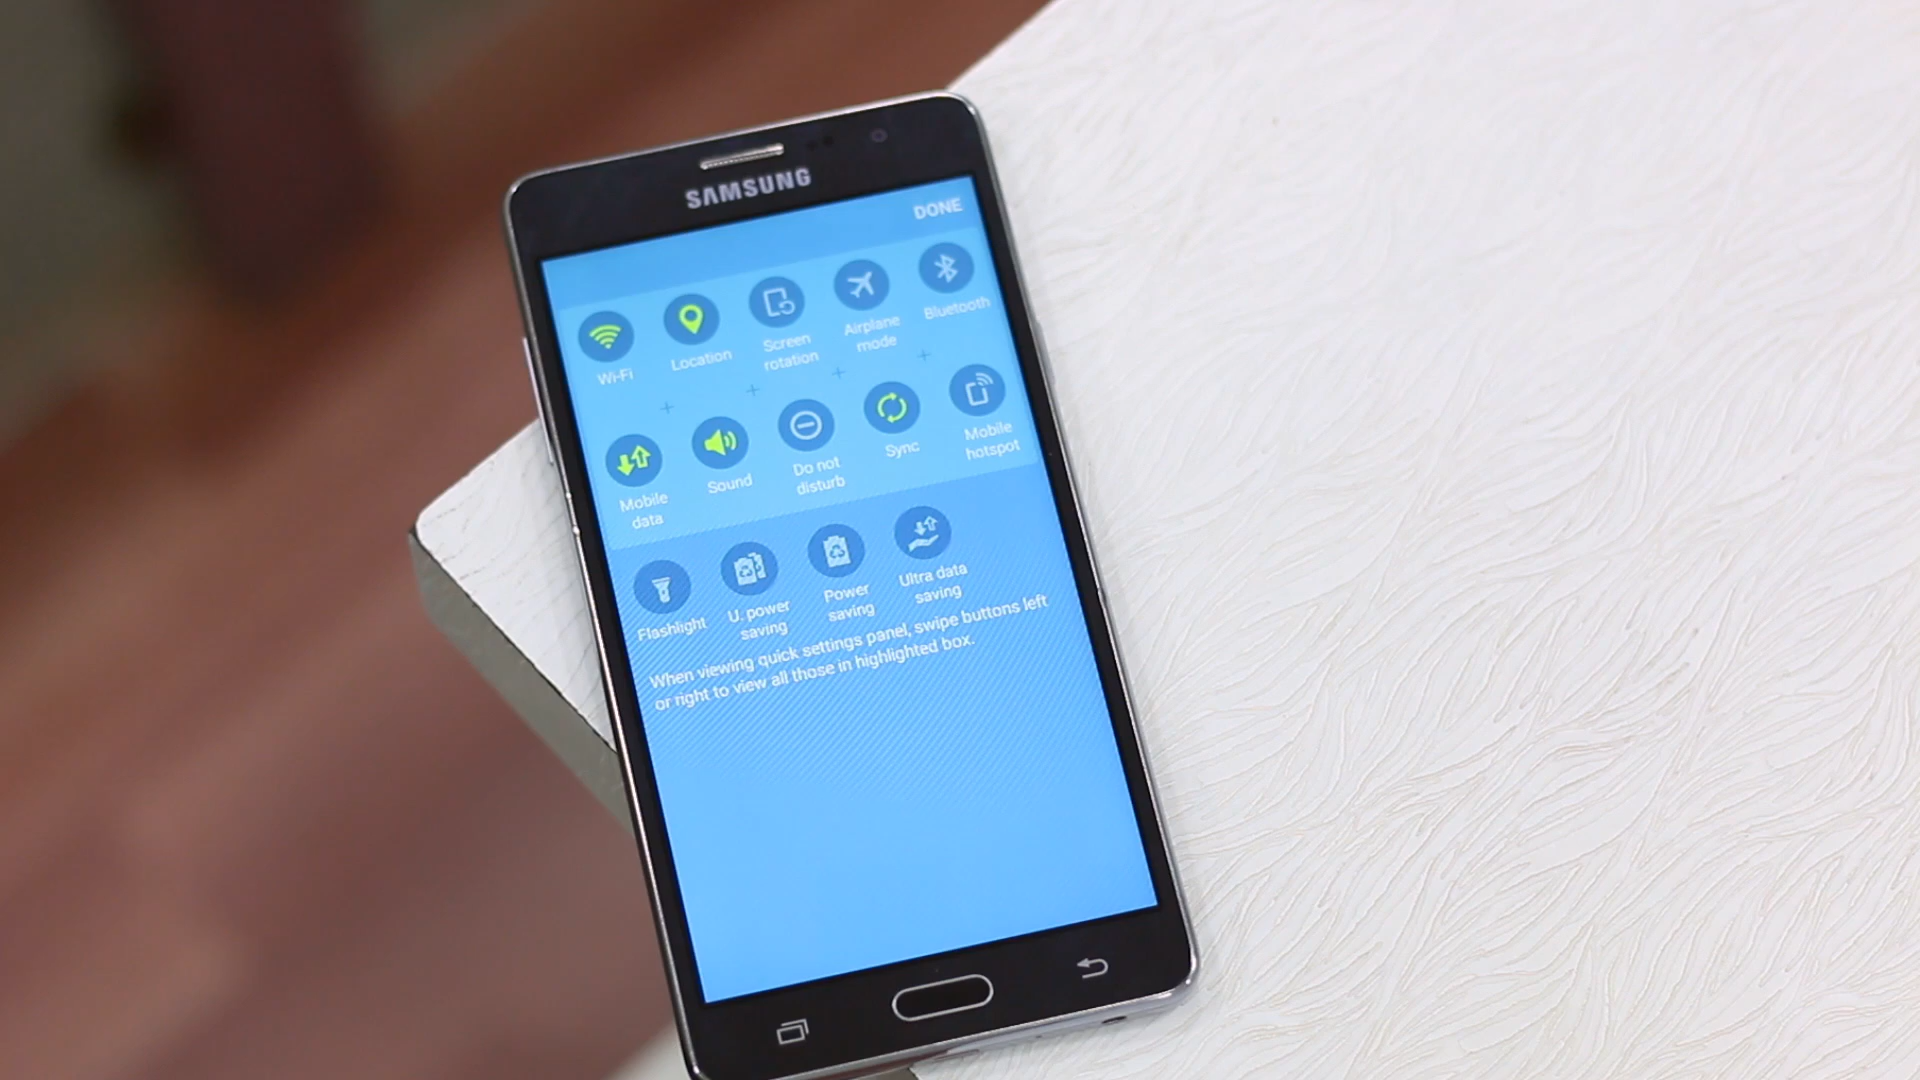 SAMSUNG
DONE
Wi-Fi
Location
Screen
rotation
Airplane
mode
Bluetooth
Mobile
data
Sound
Do not
disturb
Sync
Mobile
hotspot
Flashlight
U. power
saving
Power
saving
Ultra data
saving
When viewing quick settings panel, swipe buttons left
or right to view all those in highlighted box.